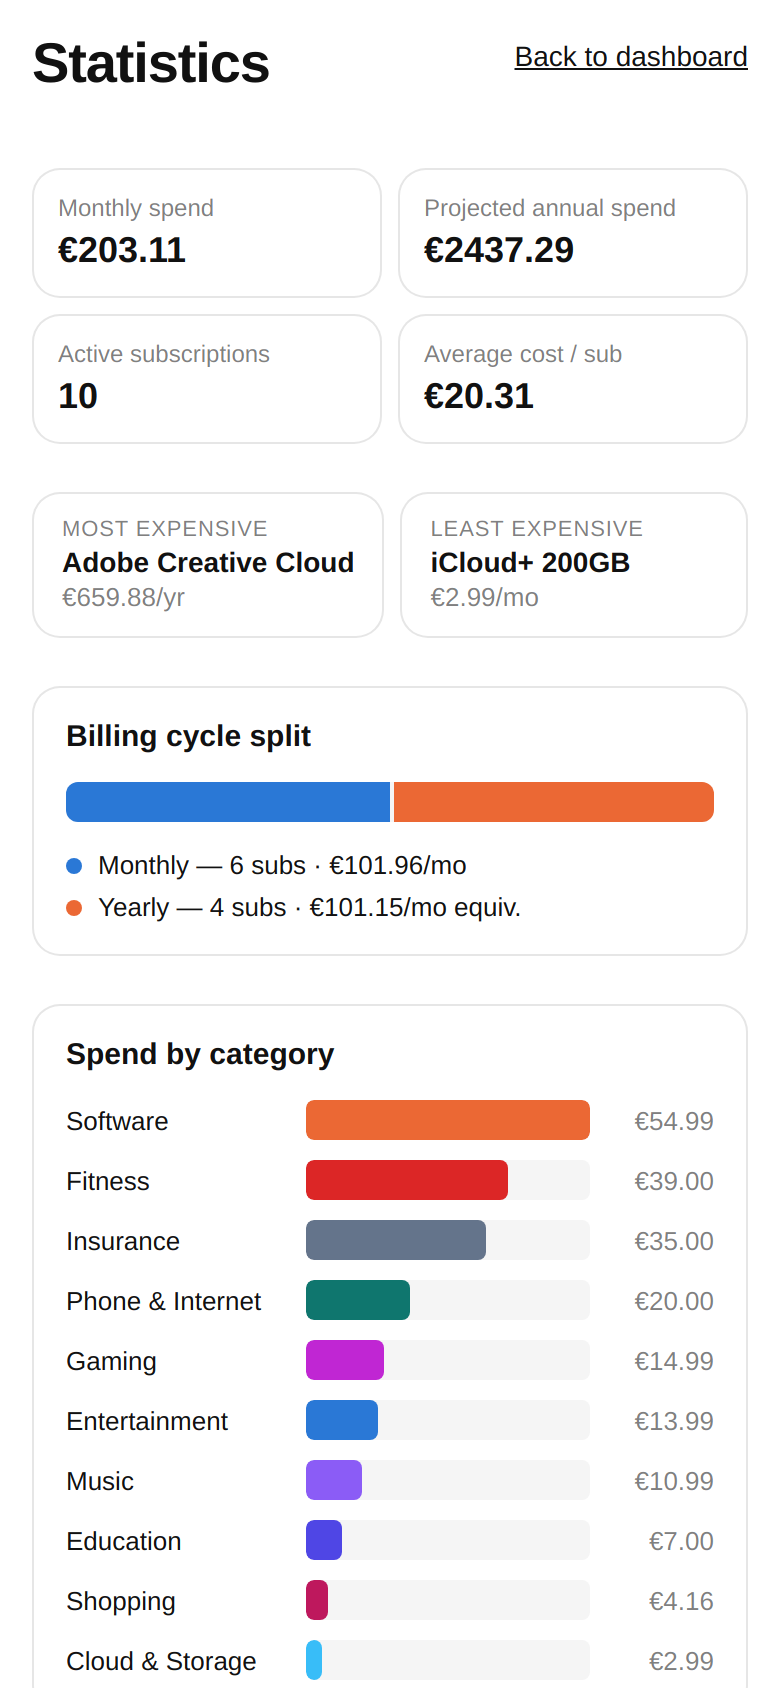 Statistics
Back to dashboard
Monthly spend
€203.11
Projected annual spend
€2437.29
Active subscriptions
10
Average cost / sub
€20.31
MOST EXPENSIVE
Adobe Creative Cloud
€659.88/yr
LEAST EXPENSIVE
iCloud+ 200GB
€2.99/mo
Billing cycle split
Monthly — 6 subs · €101.96/mo
Yearly — 4 subs · €101.15/mo equiv.
Spend by category
Software €54.99
Fitness €39.00
Insurance €35.00
Phone & Internet €20.00
Gaming €14.99
Entertainment €13.99
Music €10.99
Education €7.00
Shopping €4.16
Cloud & Storage €2.99